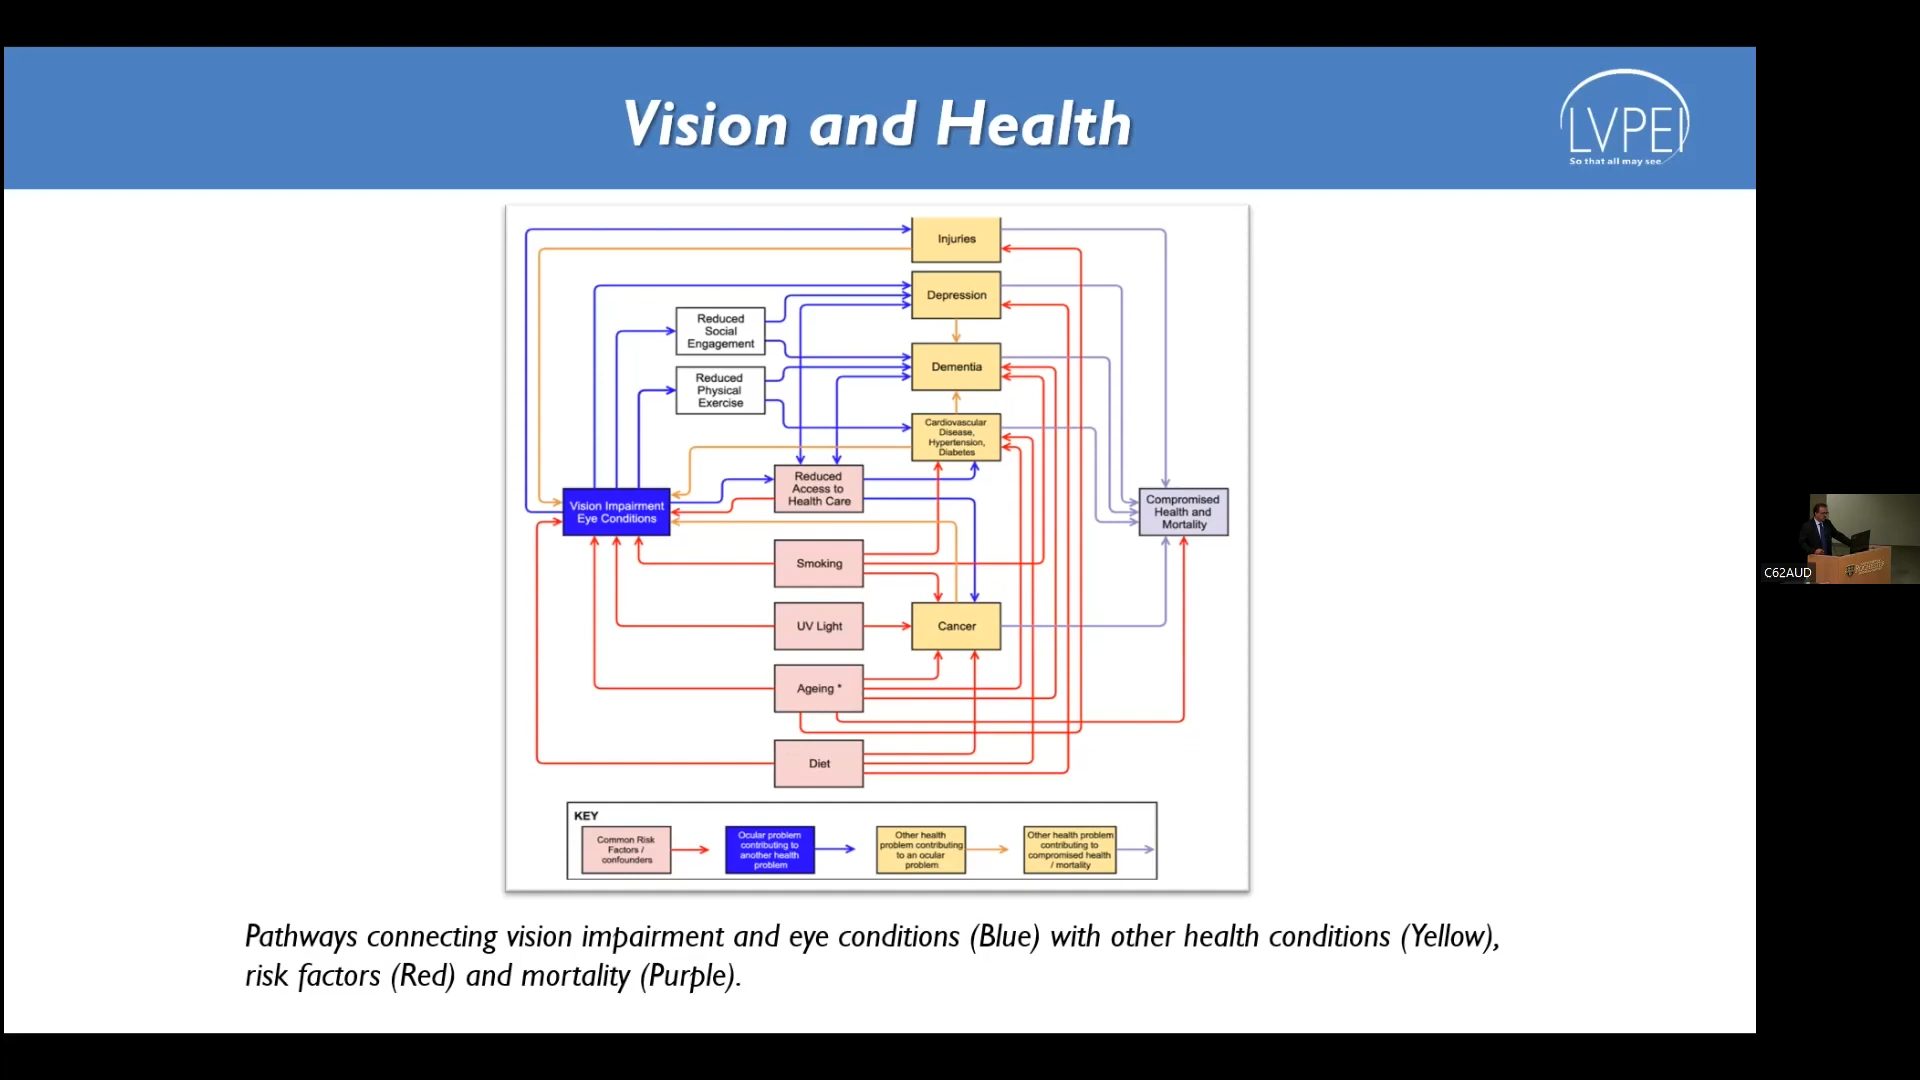 Vision and Health
LVPEI
So that all may see
Injuries
Depression
Reduced
Social
Engagement
Dementia
Reduced
Physical
Exercise
Cardiovascular
Disease,
Hypertension,
Diabetes
Reduced
Access to
Health Care
Vision Impairment
Eye Conditions
Compromised
Health and
Mortality
Smoking
UV Light
Cancer
Ageing *
Diet
KEY
Common Risk
Factors /
confounders
Ocular problem
contributing to
another health
problem
Other health
problem contributing
to an ocular
problem
Other health problem
contributing to
compromised health
/ mortality
Pathways connecting vision impairment and eye conditions (Blue) with other health conditions (Yellow),
risk factors (Red) and mortality (Purple).
C62AUD